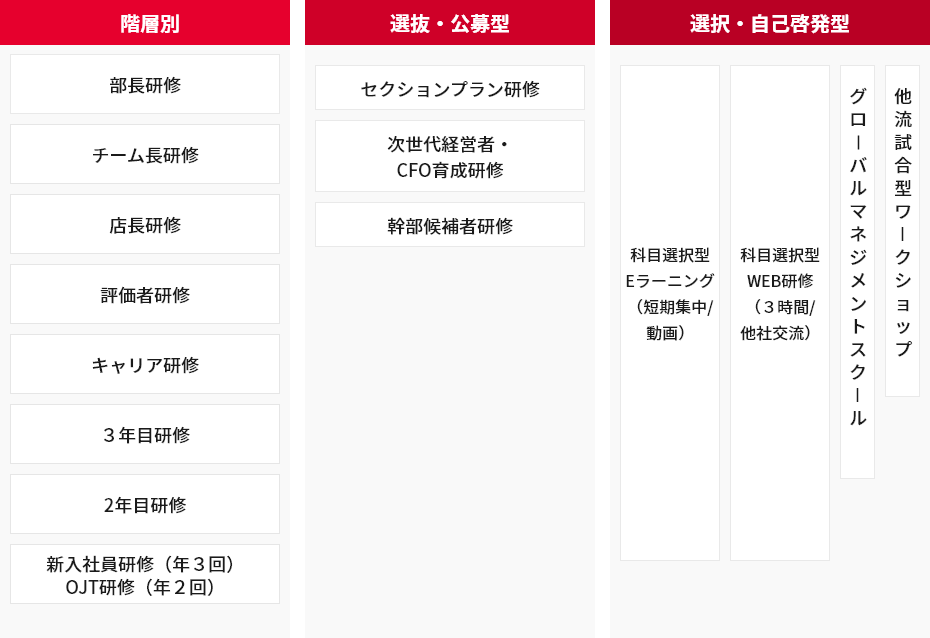 階層別
部長研修
チーム長研修
店長研修
評価者研修
キャリア研修
３年目研修
2年目研修
新入社員研修（年３回）
OJT研修（年２回）
選抜・公募型
セクションプラン研修
次世代経営者・
CFO育成研修
幹部候補者研修
選択・自己啓発型
科目選択型
Eラーニング
（短期集中/
動画）
科目選択型
WEB研修
（３時間/
他社交流）
グローバルマネジメントスクール
他流試合型ワークショップ